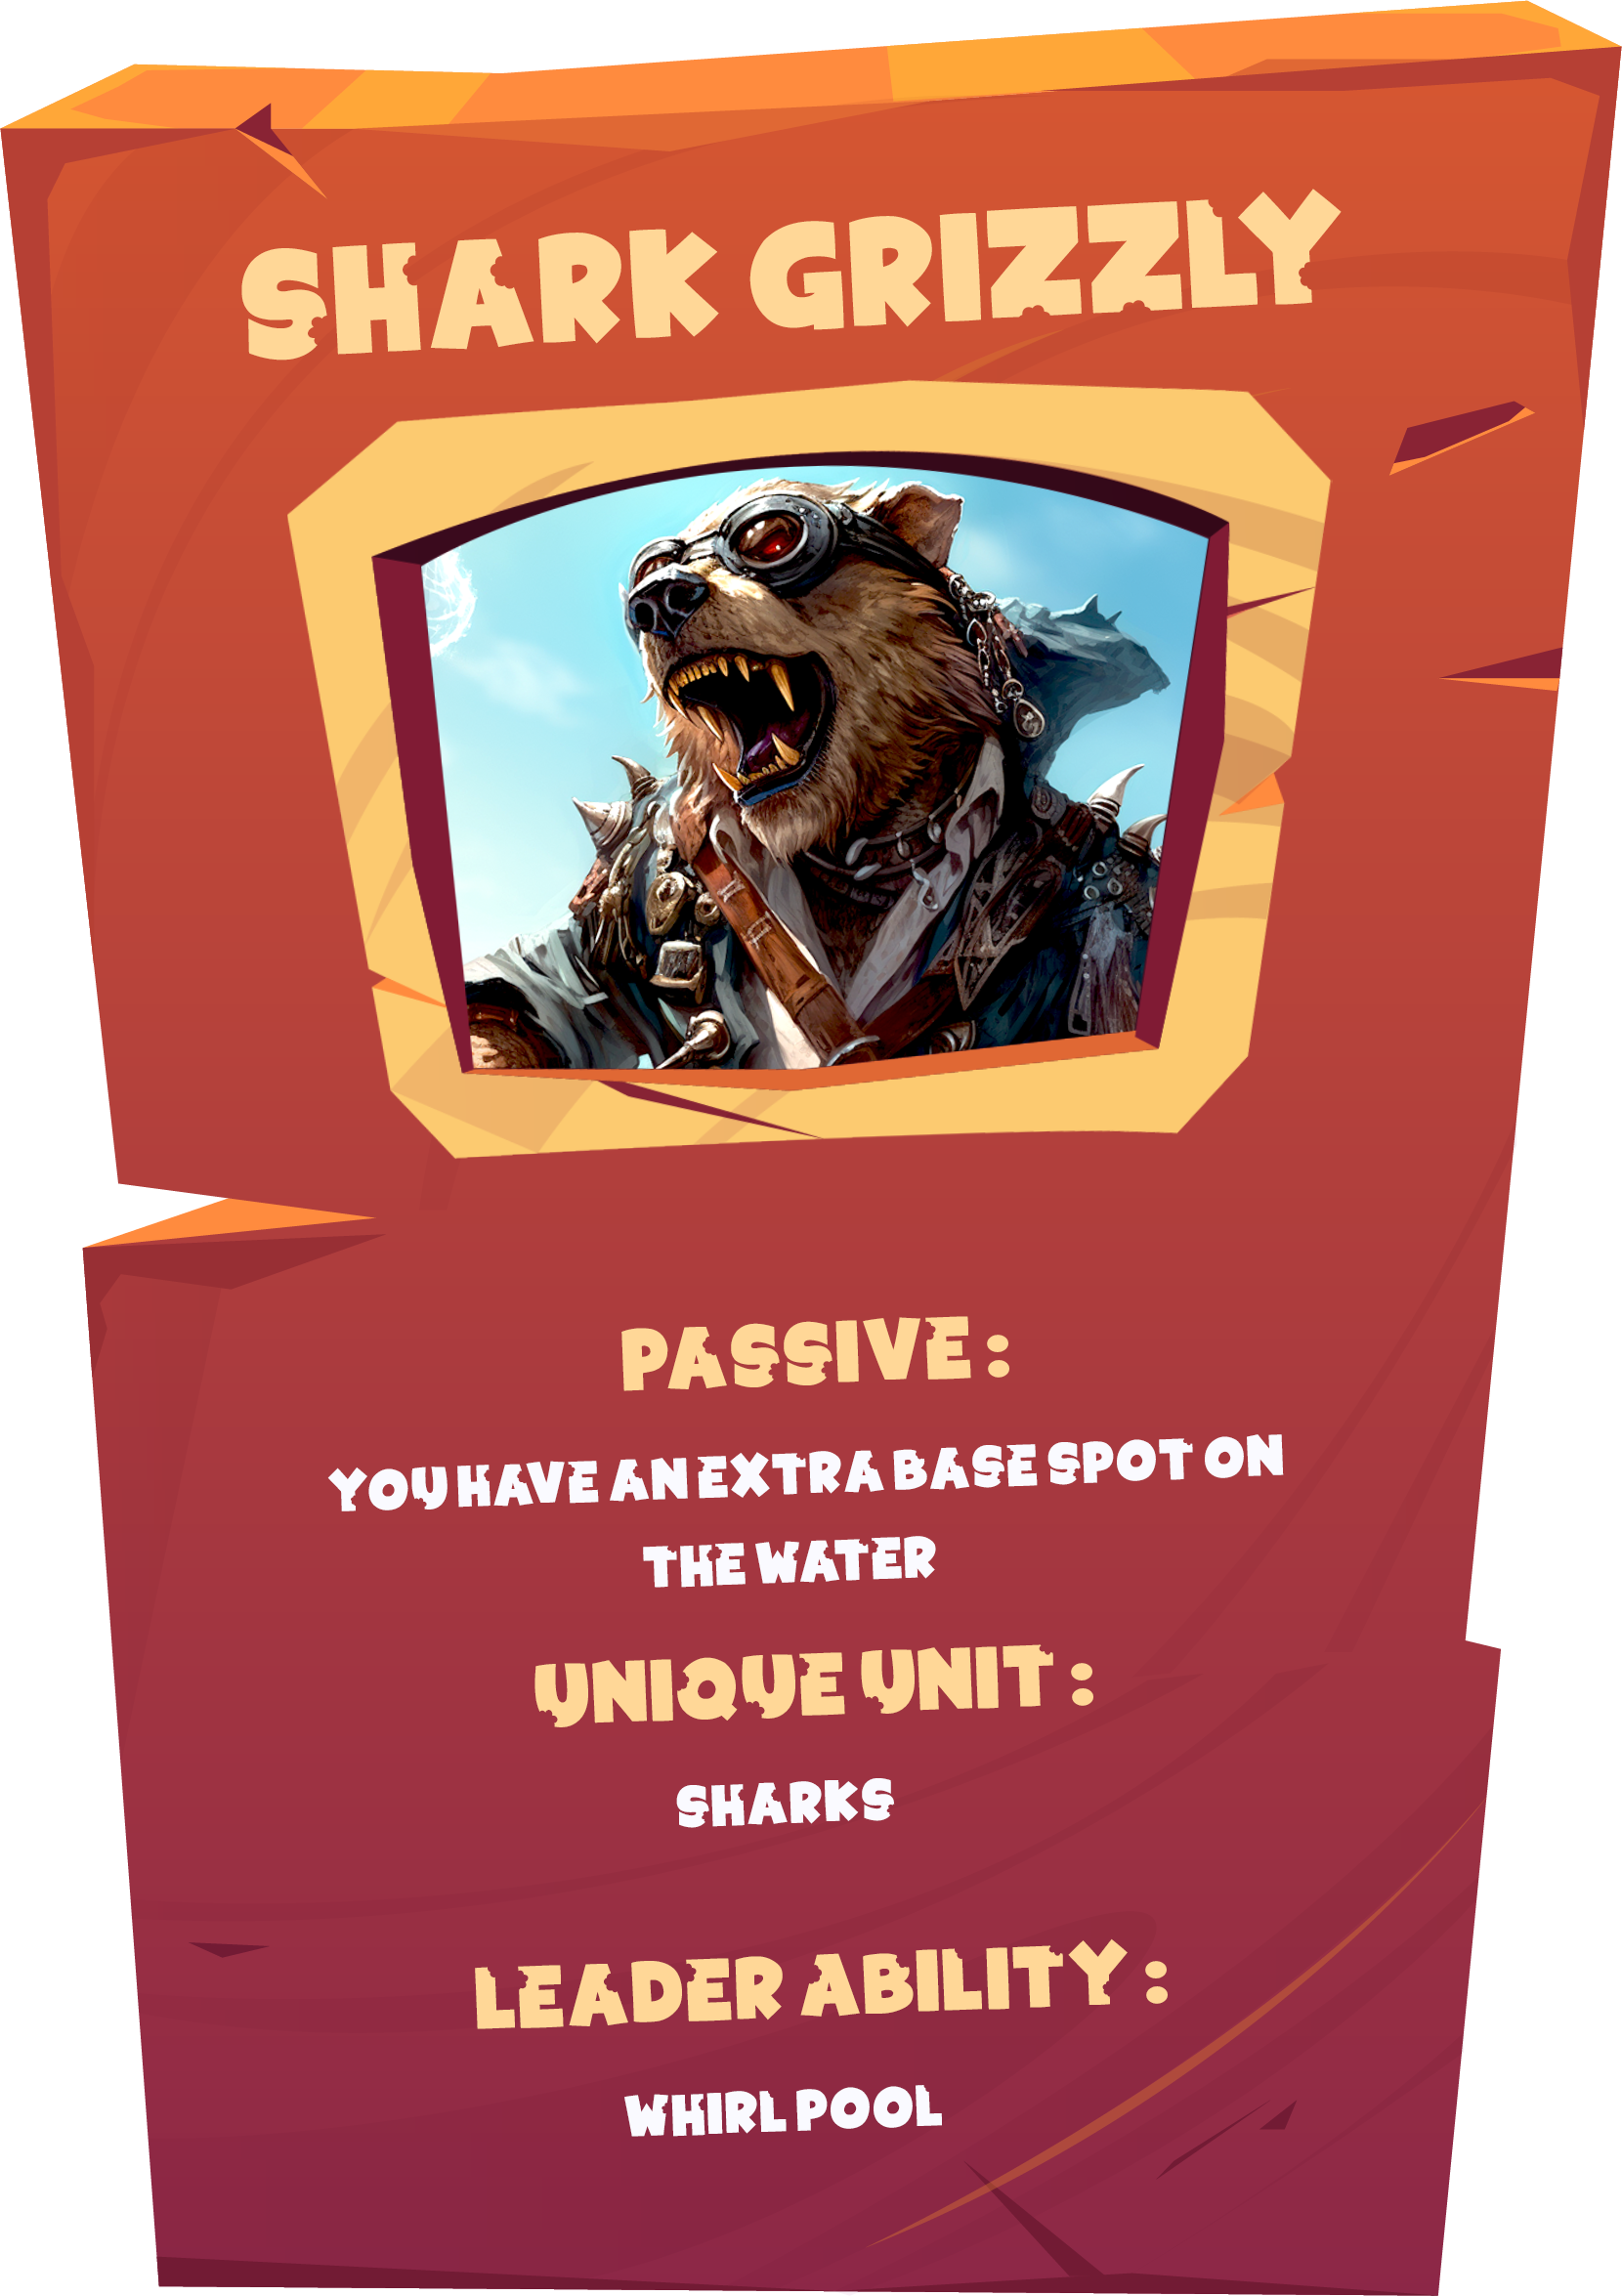 SHARK GRIZZLY
PASSIVE :
YOU HAVE AN EXTRA BASE SPOT ON
THE WATER
UNIQUE UNIT :
SHARKS
LEADER ABILITY :
WHIRL POOL